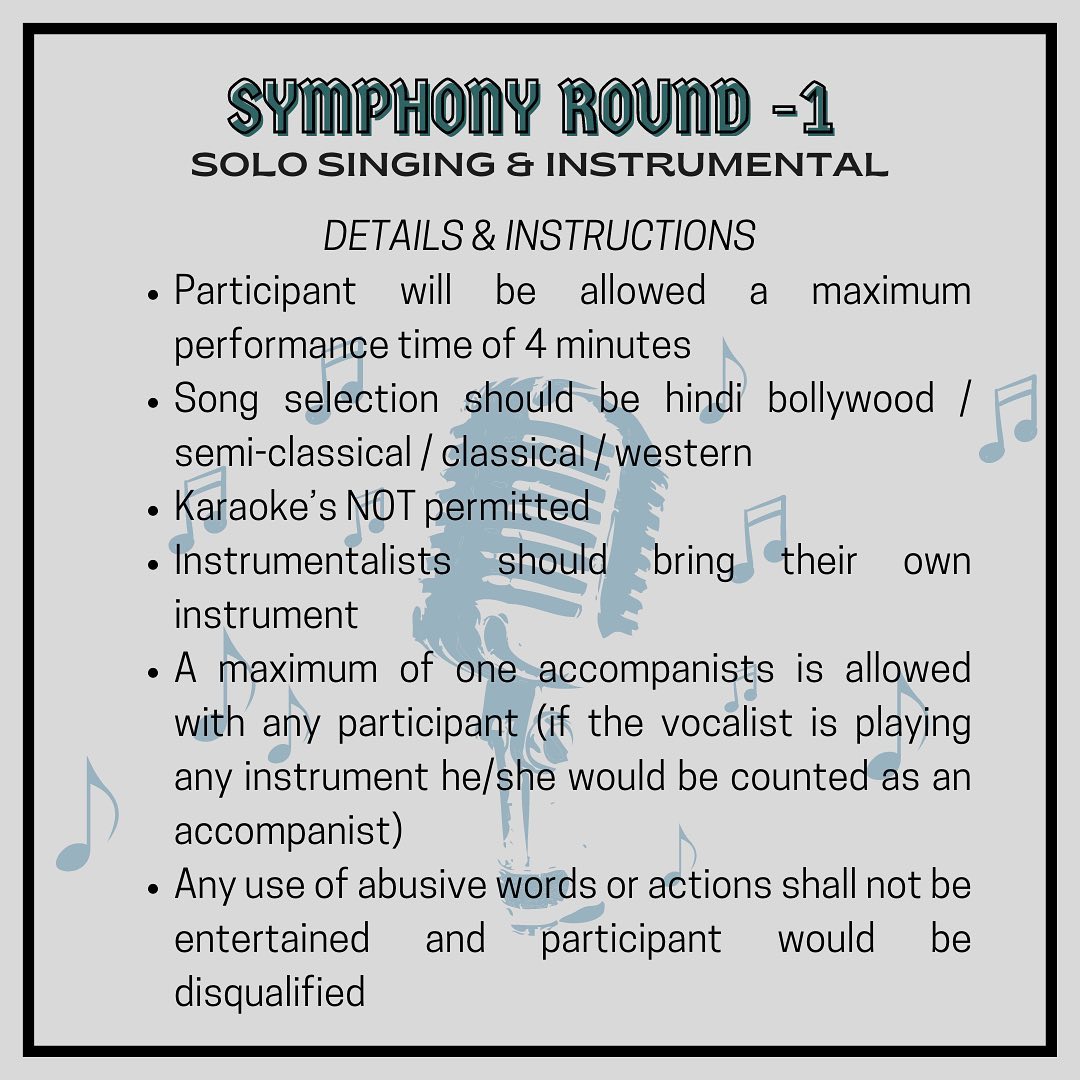 SYMPHONY ROUND -1
SOLO SINGING & INSTRUMENTAL
DETAILS & INSTRUCTIONS
• Participant will be allowed a maximum
performance time of 4 minutes
• Song selection should be hindi bollywood /
semi-classical / classical / western
• Karaoke’s NOT permitted
• Instrumentalists should bring their own
instrument
• A maximum of one accompanists is allowed
with any participant (if the vocalist is playing
any instrument he/she would be counted as an
accompanist)
• Any use of abusive words or actions shall not be
entertained and participant would be
disqualified